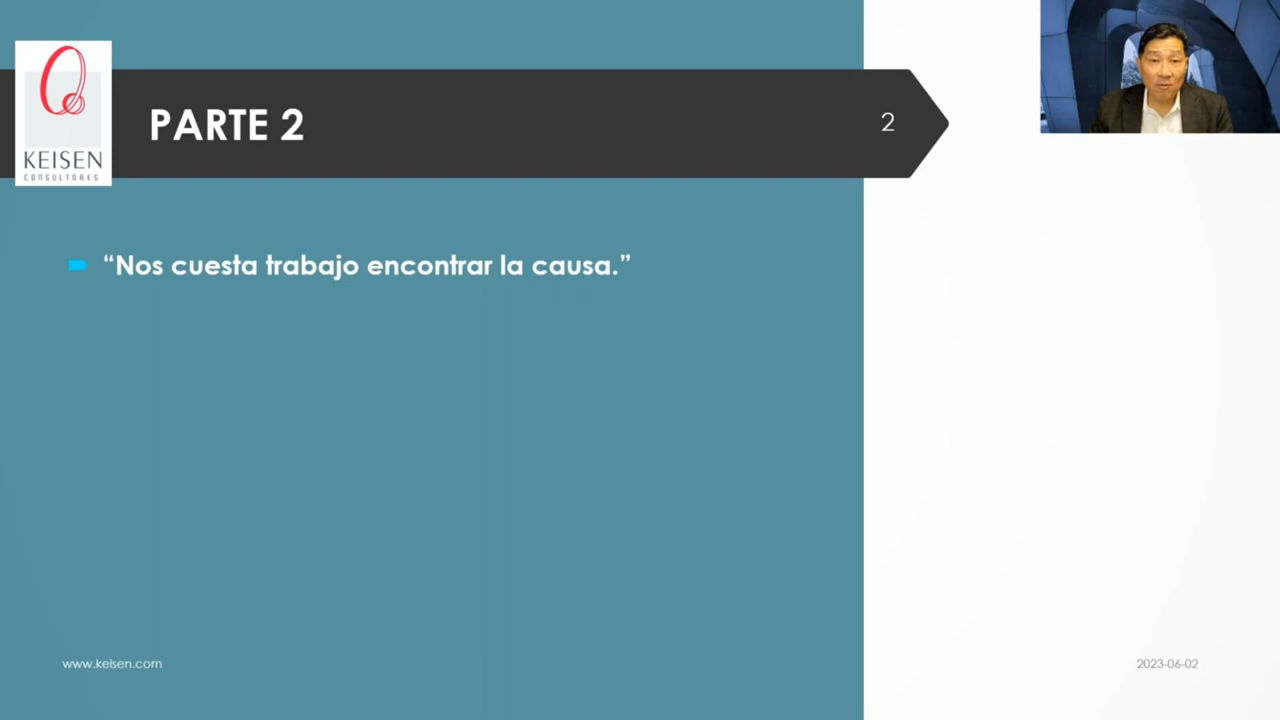 KEISEN
CONSULTORES
PARTE 2
2
“Nos cuesta trabajo encontrar la causa.”
www.keisen.com
2023-06-02